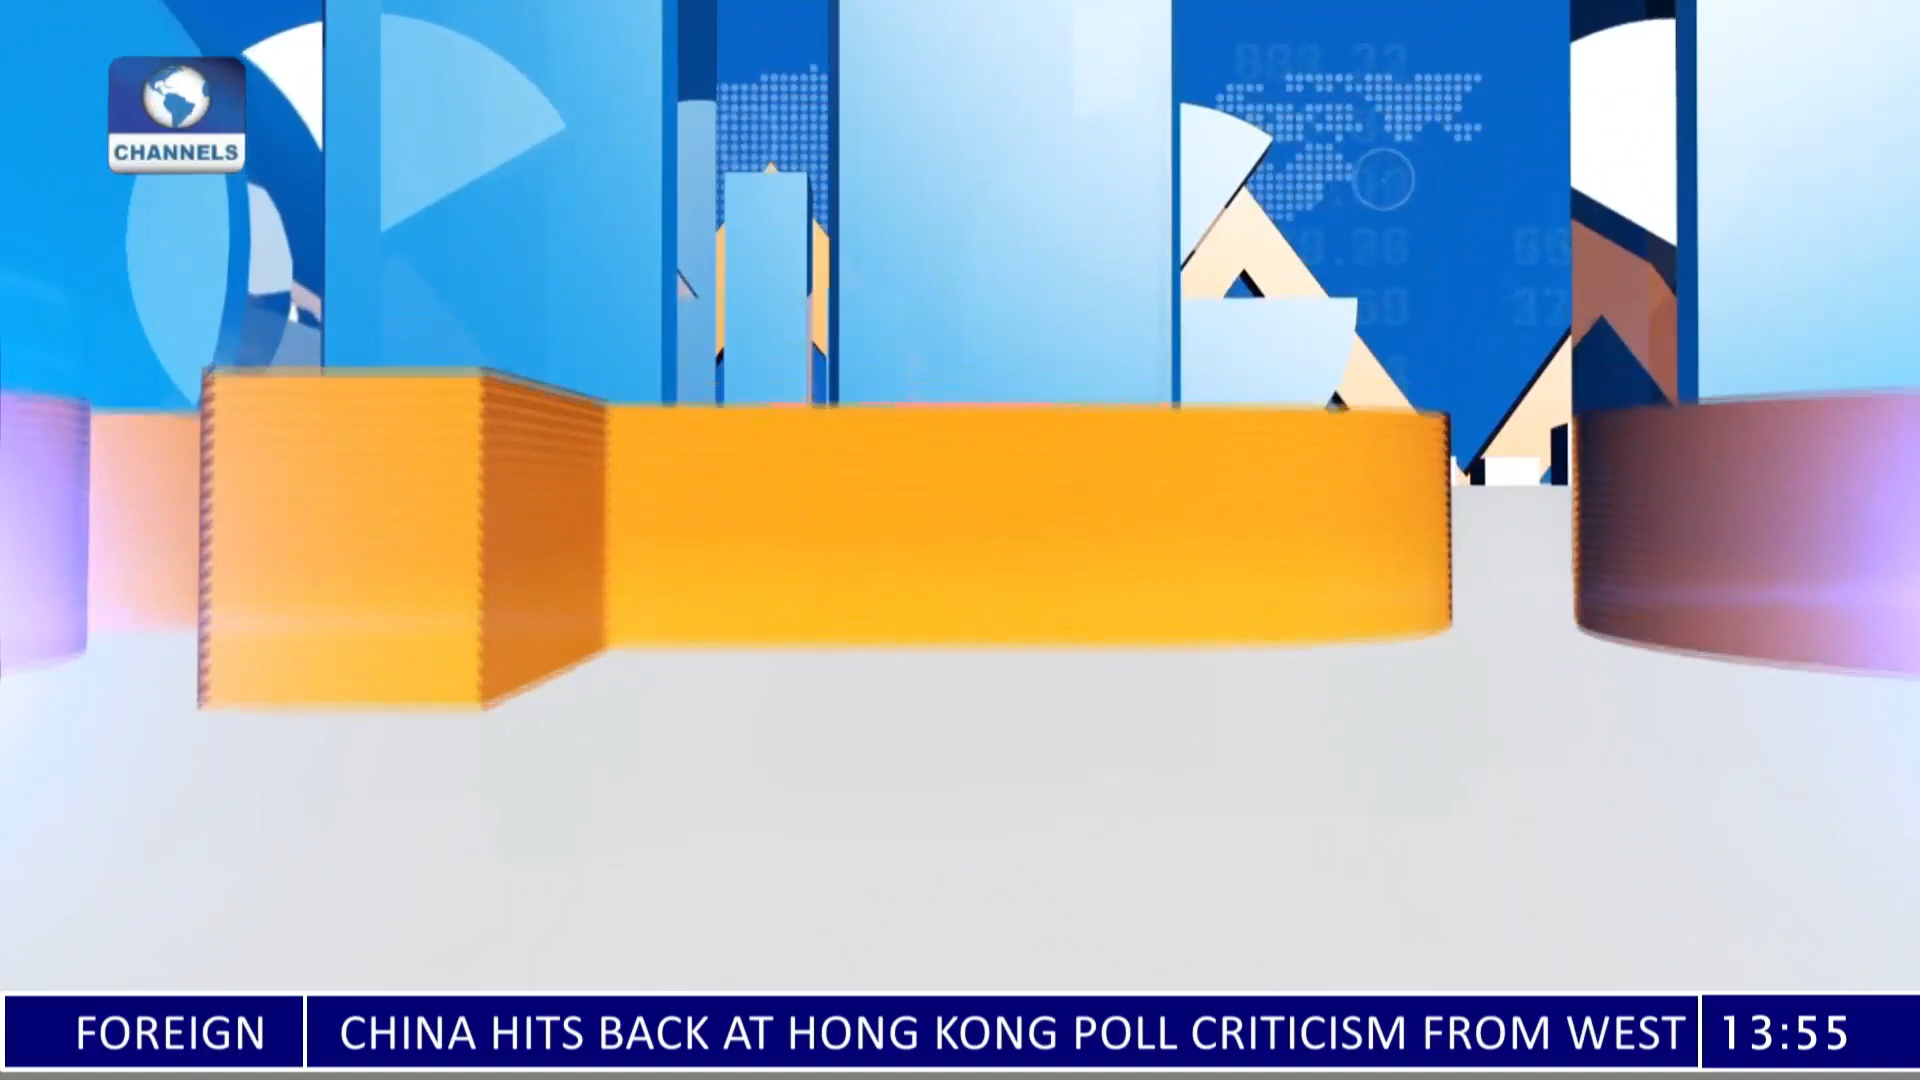 CHANNELS
FOREIGN
CHINA HITS BACK AT HONG KONG POLL CRITICISM FROM WEST
13:55